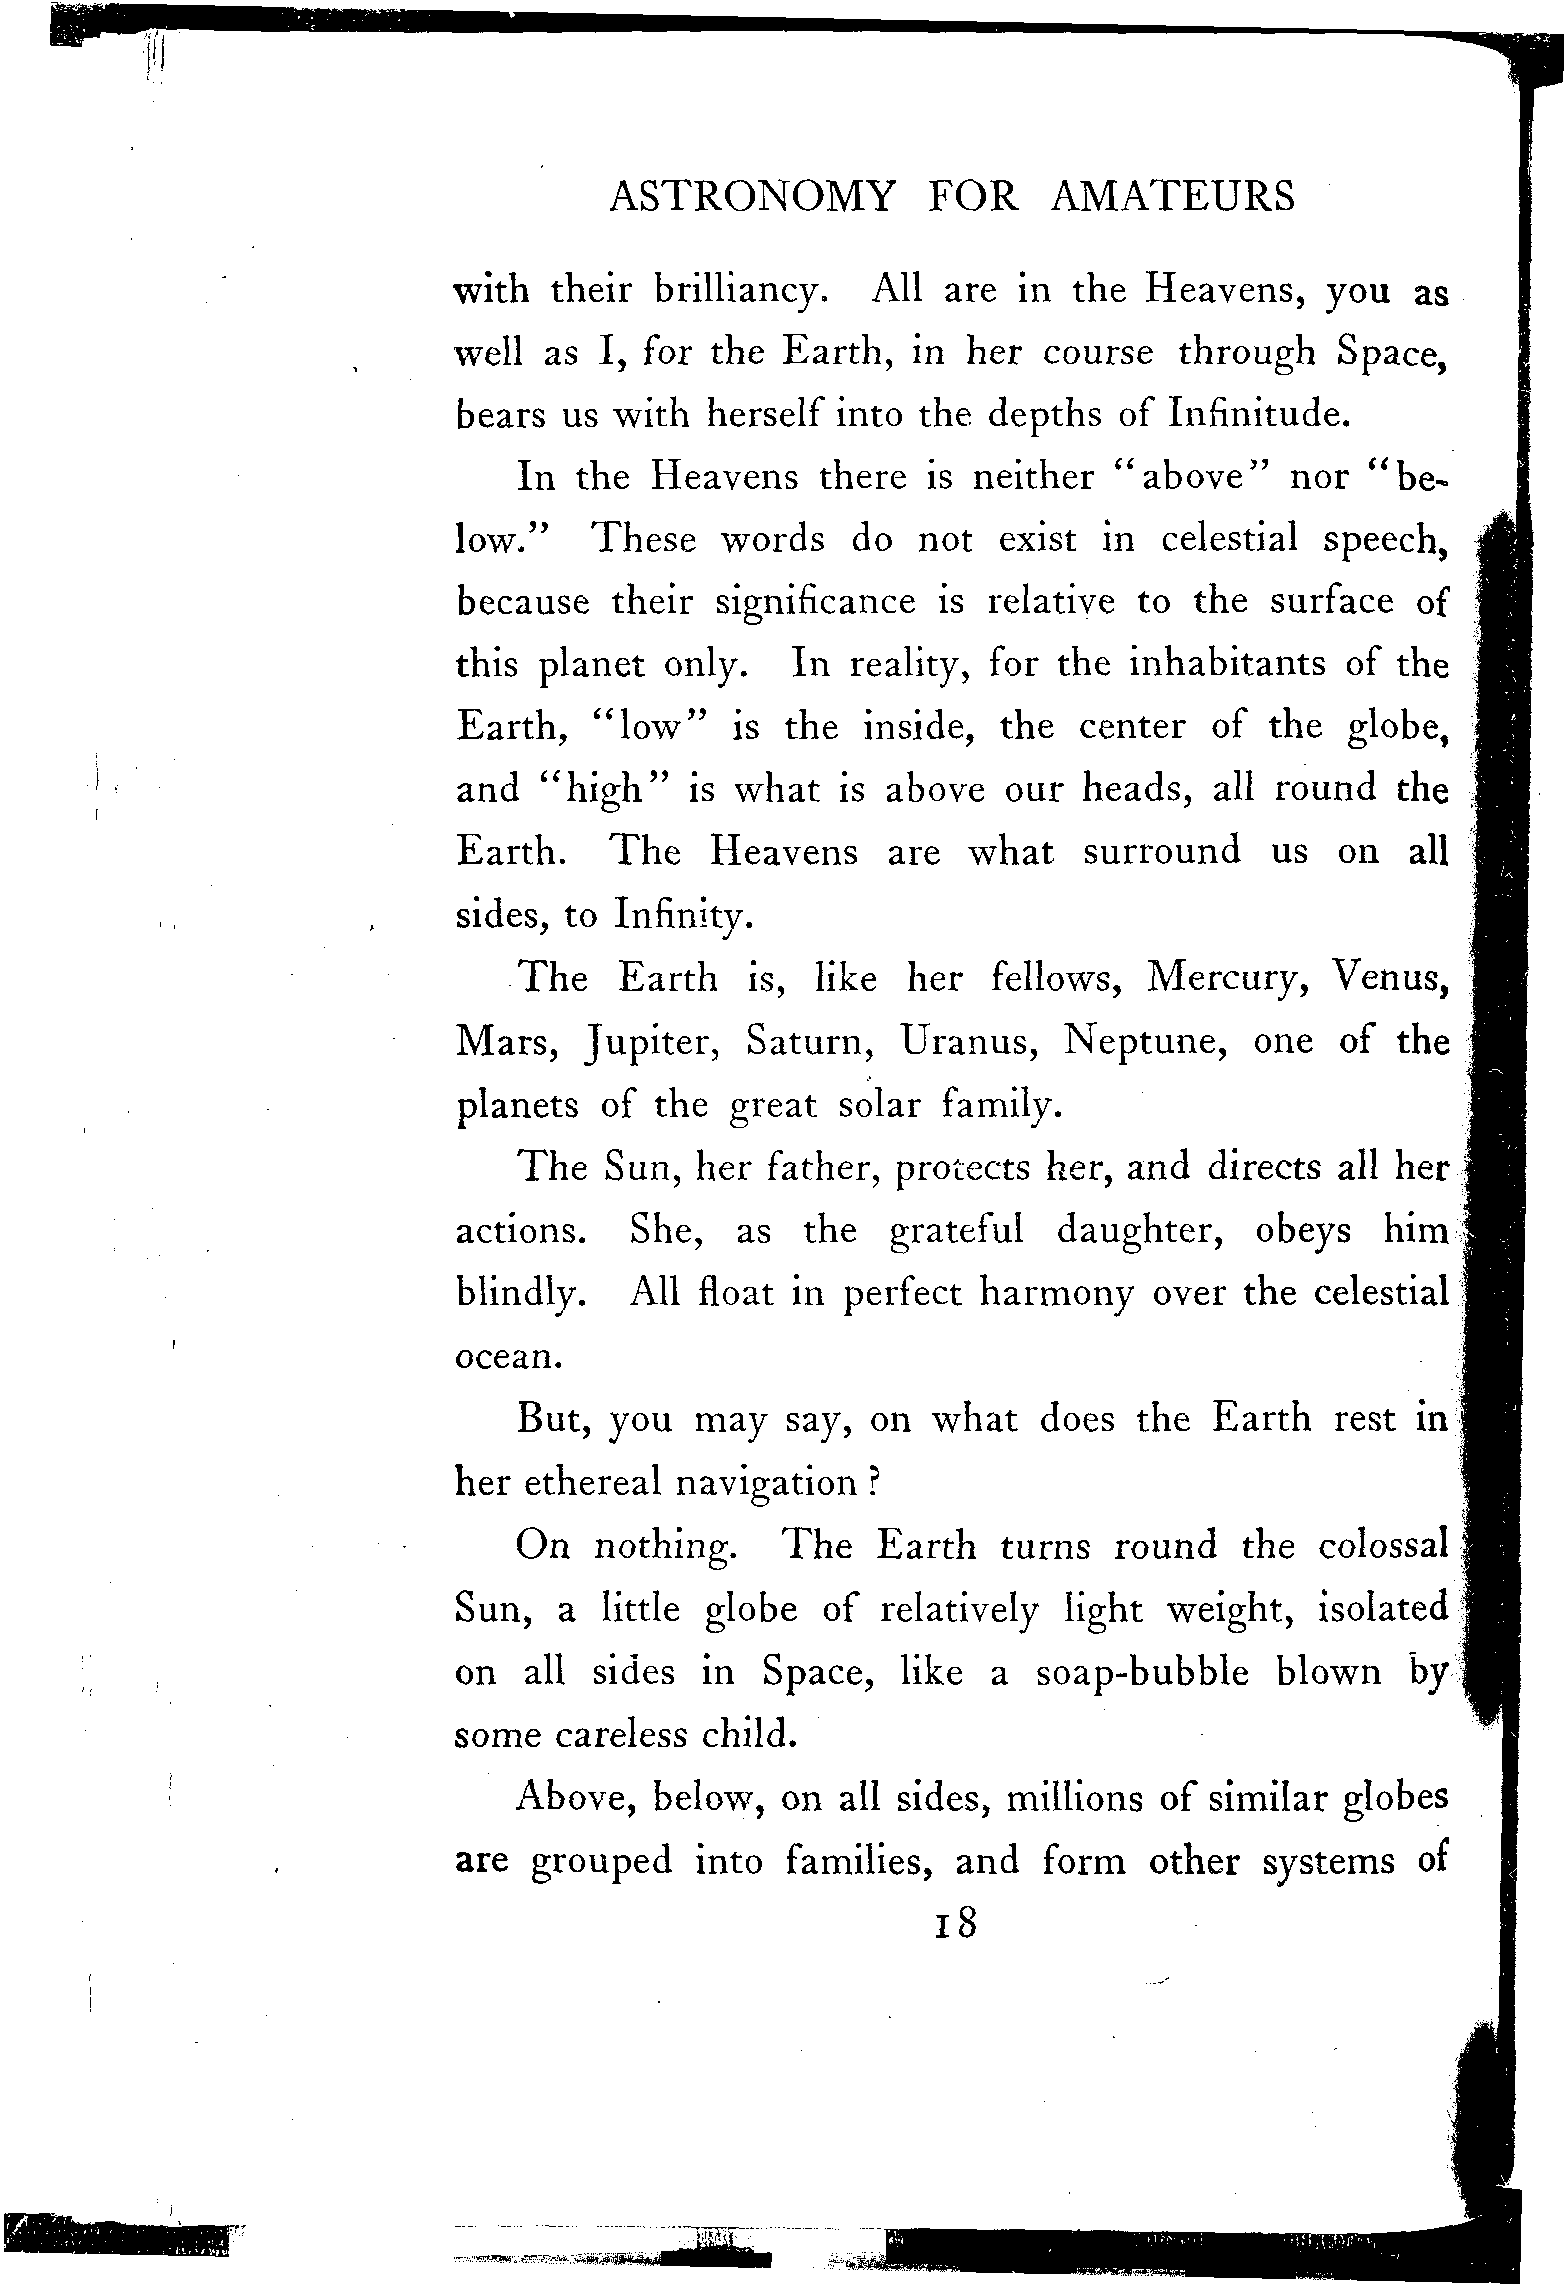 ASTRONOMY FOR AMATEURS
with their brilliancy. All are in the Heavens, you as
well as I, for the Earth, in her course through Space,
bears us with herself into the depths of Infinitude.
In the Heavens there is neither “above” nor “be-
low.” These words do not exist in celestial speech,
because their significance is relative to the surface of
this planet only. In reality, for the inhabitants of the
Earth, “low” is the inside, the center of the globe,
and “high” is what is above our heads, all round the
Earth. The Heavens are what surround us on all
sides, to Infinity.
The Earth is, like her fellows, Mercury, Venus,
Mars, Jupiter, Saturn, Uranus, Neptune, one of the
planets of the great solar family.
The Sun, her father, protects her, and directs all her
actions. She, as the grateful daughter, obeys him
blindly. All float in perfect harmony over the celestial
ocean.
But, you may say, on what does the Earth rest in
her ethereal navigation?
On nothing. The Earth turns round the colossal
Sun, a little globe of relatively light weight, isolated
on all sides in Space, like a soap-bubble blown by
some careless child.
Above, below, on all sides, millions of similar globes
are grouped into families, and form other systems of
18